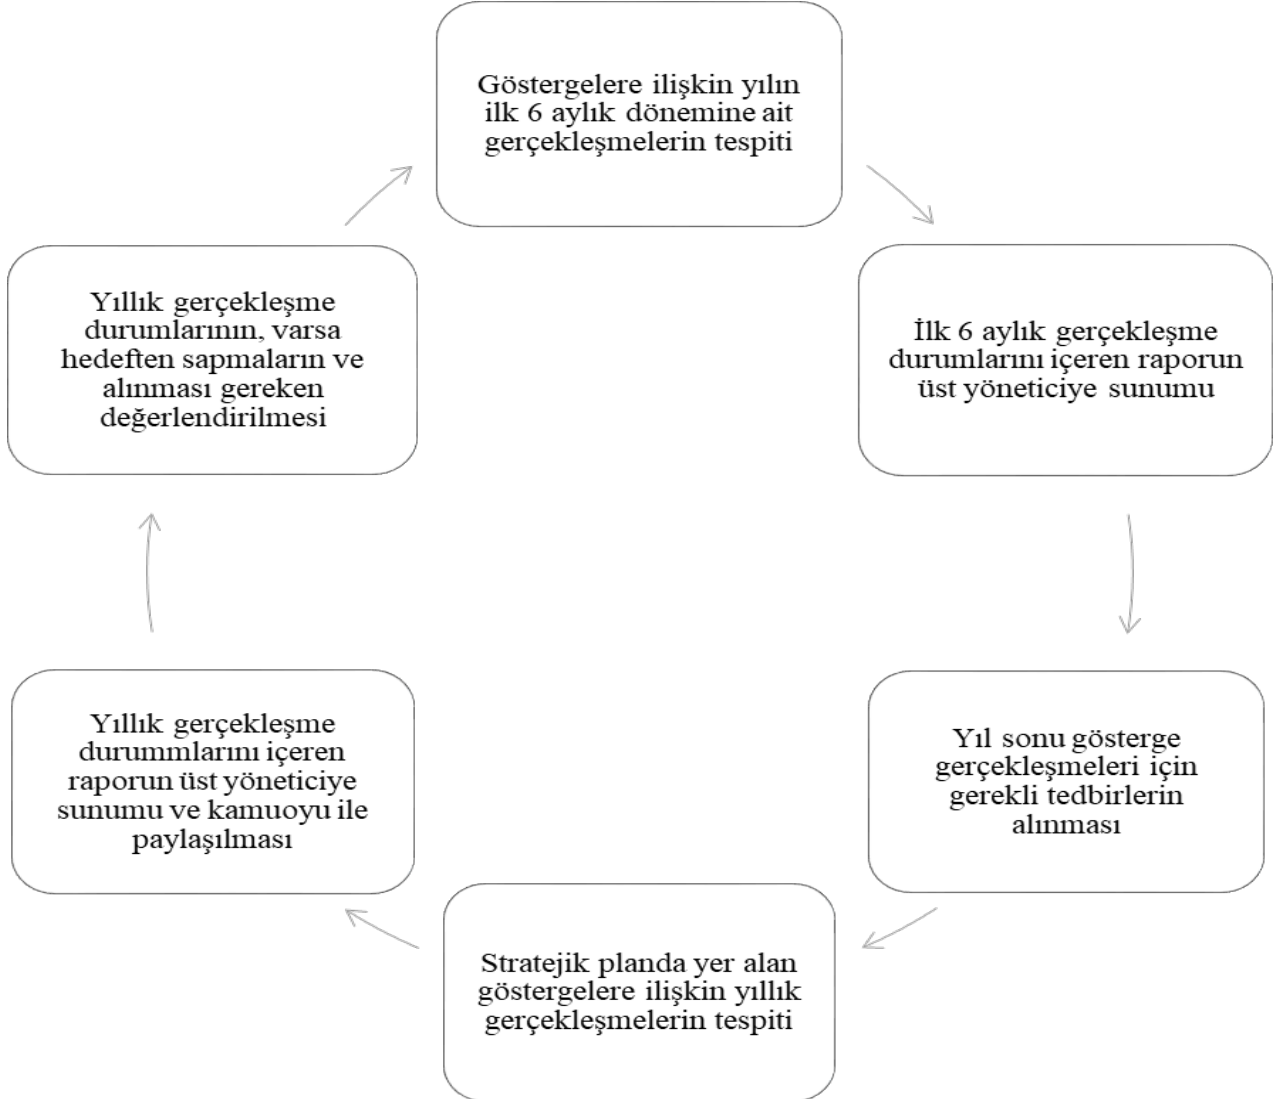 Göstergelere ilişkin yılın
ilk 6 aylık dönemine ait
gerçekleşmelerin tespiti
İlk 6 aylık gerçekleşme
durumlarını içeren raporun
üst yöneticiye sunumu
Yıl sonu gösterge
gerçekleşmeleri için
gerekli tedbirlerin
alınması
Stratejik planda yer alan
göstergelere ilişkin yıllık
gerçekleşmelerin tespiti
Yıllık gerçekleşme
durummlarını içeren
raporun üst yöneticiye
sunumu ve kamuoyu ile
paylaşılması
Yıllık gerçekleşme
durumlarının, varsa
hedeften sapmaların ve
alınması gereken
değerlendirilmesi